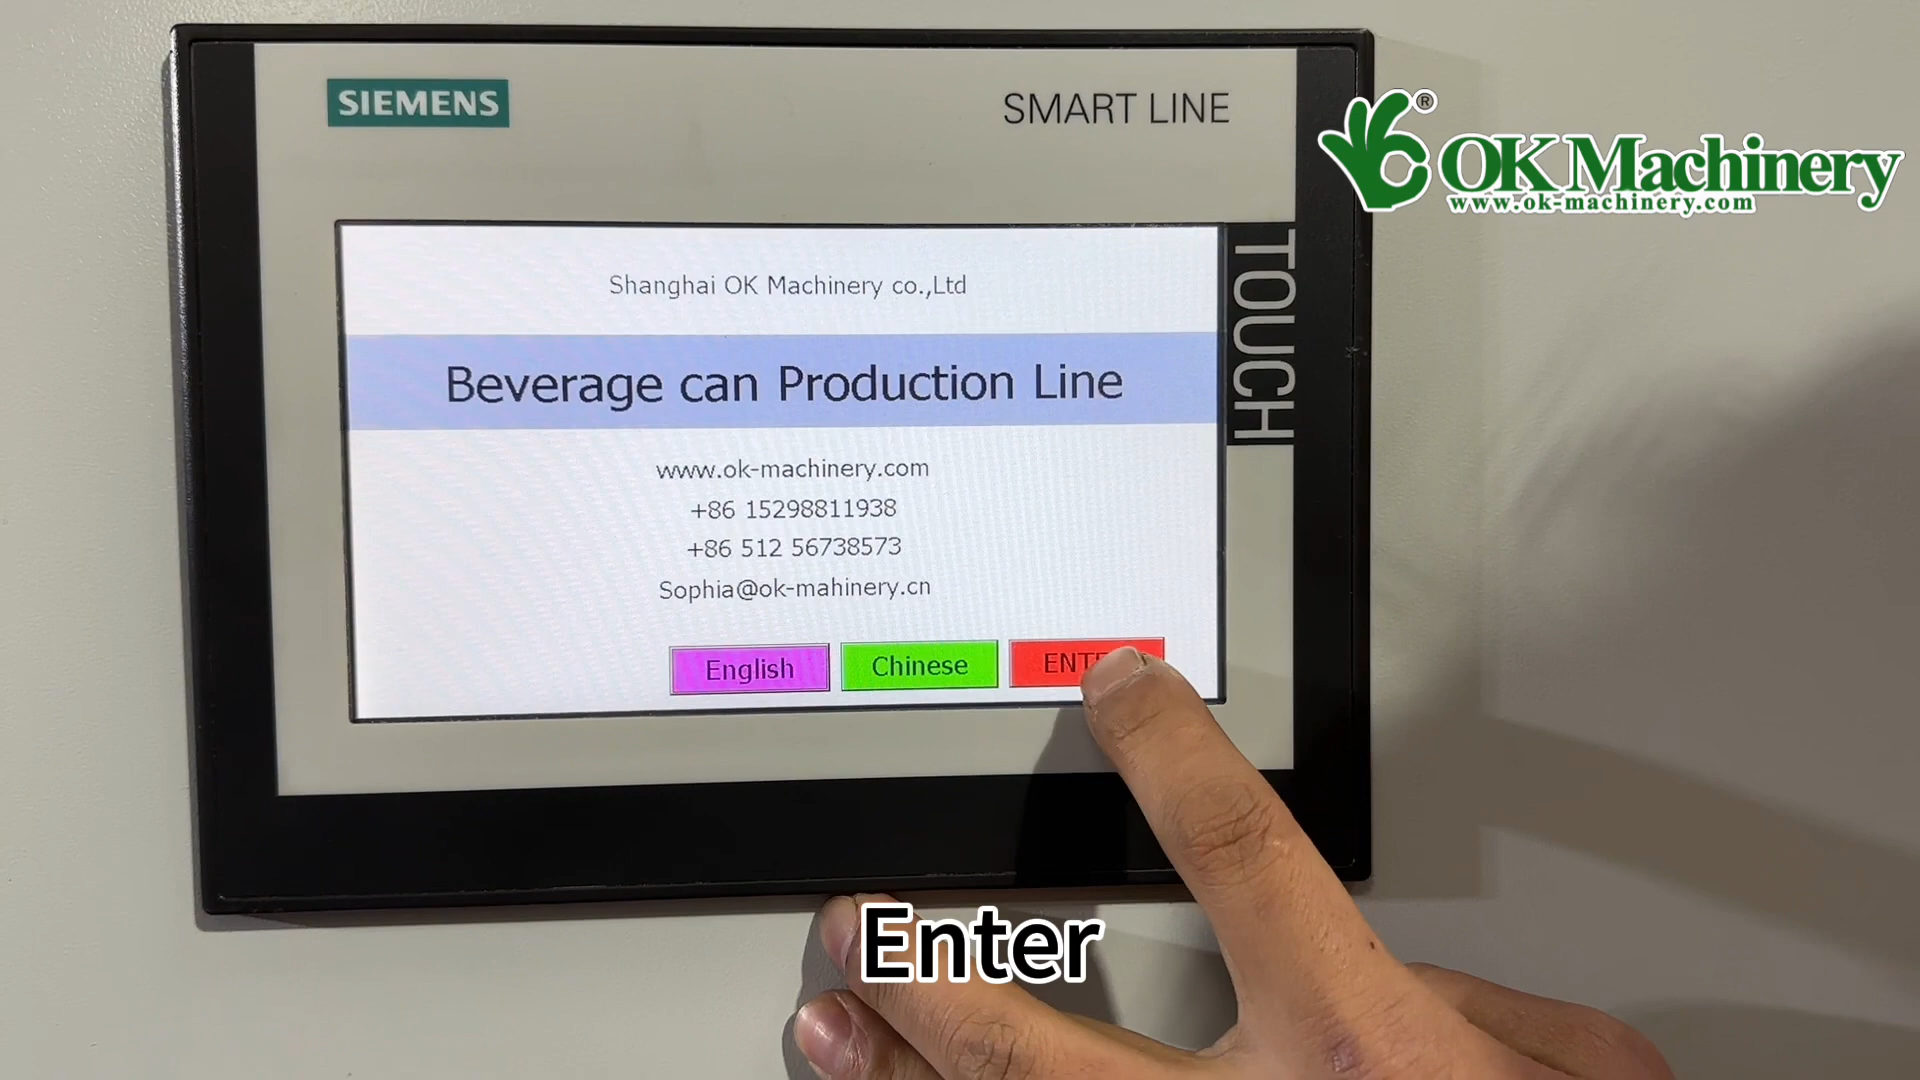 SIEMENS
SMART LINE
®
OK Machinery
www.ok-machinery.com
TOUCH
Shanghai OK Machinery co.,Ltd
Beverage can Production Line
www.ok-machinery.com
+86 15298811938
+86 512 56738573
Sophia@ok-mahinery.cn
English
Chinese
Enter